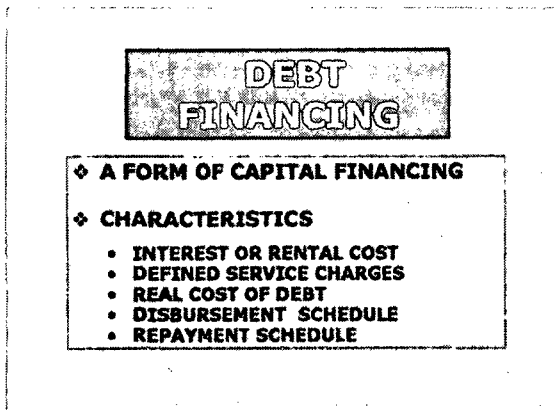 DEBT
FINANCING
❖ A FORM OF CAPITAL FINANCING
❖ CHARACTERISTICS
• INTEREST OR RENTAL COST
• DEFINED SERVICE CHARGES
• REAL COST OF DEBT
• DISBURSEMENT SCHEDULE
• REPAYMENT SCHEDULE